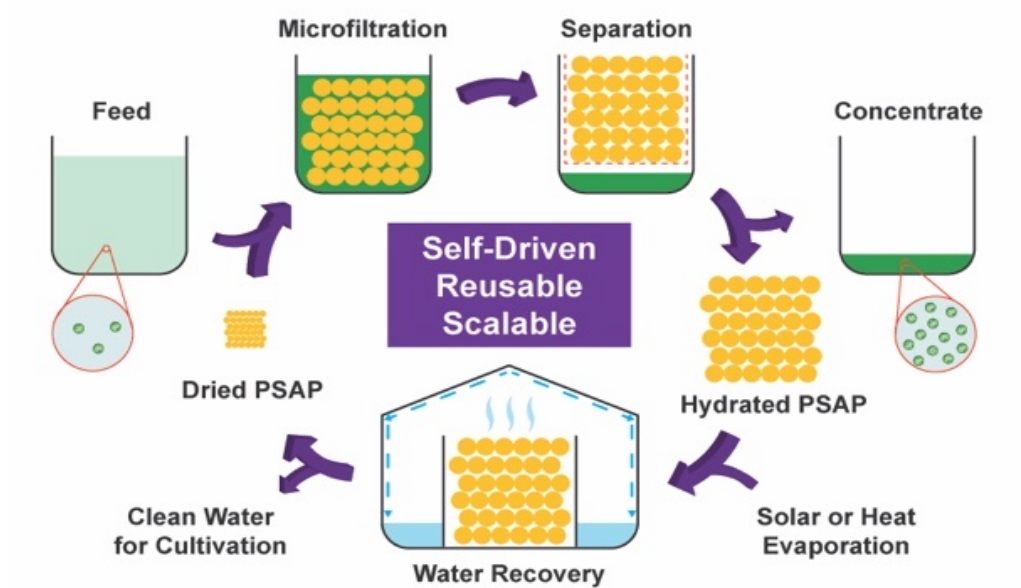 Microfiltration
Separation
Feed
Concentrate
Self-Driven
Reusable
Scalable
Dried PSAP
Hydrated PSAP
Clean Water
for Cultivation
Solar or Heat
Evaporation
Water Recovery